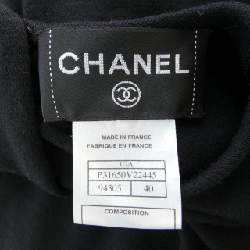 CHANEL
MADE IN FRANCE
FABRIQUE EN FRANCE
P31650V22445
94305 40
COMPOSITION